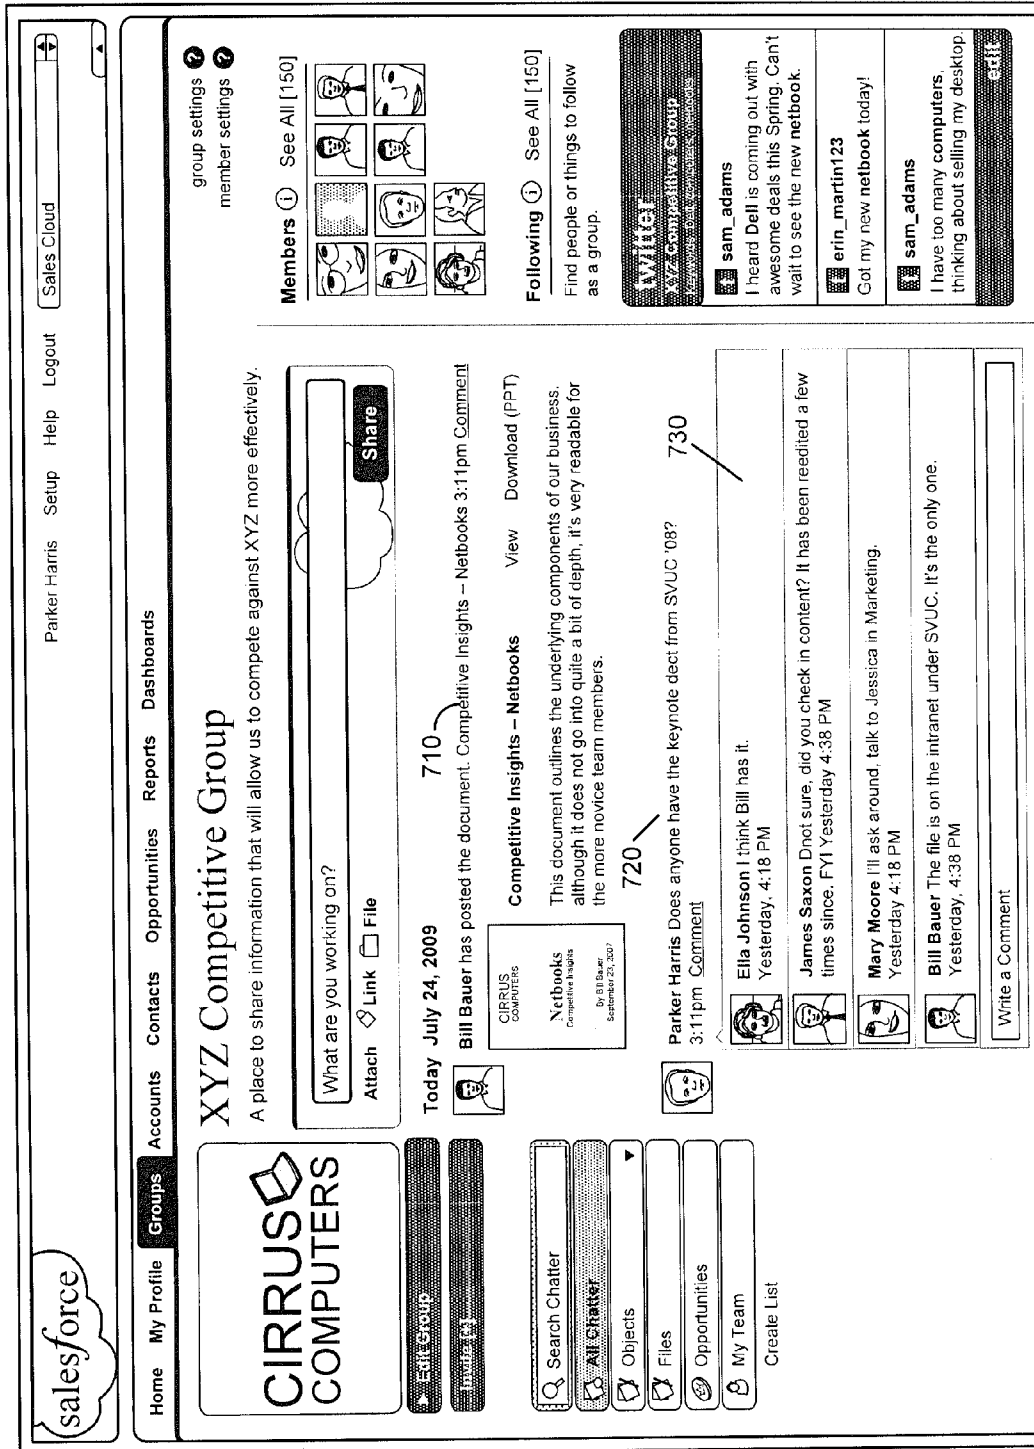 salesforce
Parker Harris Setup Help Logout Sales Cloud
Home My Profile Groups Accounts Contacts Opportunities Reports Dashboards
CIRRUS
COMPUTERS
Edit Group
Search Chatter
All Chatter
Objects
Files
Opportunities
My Team
Create List
XYZ Competitive Group
A place to share information that will allow us to compete against XYZ more effectively.
What are you working on?
Attach Link File
Share
Today July 24, 2009
710
Bill Bauer has posted the document. Competitive Insights – Netbooks 3:11pm Comment
CIRRUS
COMPUTERS
Netbooks
Competitive Insights
By Bill Bauer
September 23, 2007
Competitive Insights – Netbooks View Download (PPT)
This document outlines the underlying components of our business.
although it does not go into quite a bit of depth, it's very readable for
the more novice team members.
720
Parker Harris Does anyone have the keynote dect from SVUC '08?
3:11pm Comment
730
Ella Johnson I think Bill has it.
Yesterday, 4:18 PM
James Saxon Dnot sure, did you check in content? It has been reedited a few
times since. FYI Yesterday 4:38 PM
Mary Moore I'll ask around, talk to Jessica in Marketing.
Yesterday 4:18 PM
Bill Bauer The file is on the intranet under SVUC. It's the only one.
Yesterday, 4:38 PM
Write a Comment
group settings ?
member settings ?
Members i See All [150]
Following i See All [150]
Find people or things to follow
as a group.
twitter
XYZ Competitive Group
sam_adams
I heard Dell is coming out with
awesome deals this Spring. Can't
wait to see the new netbook.
erin_martin123
Got my new netbook today!
sam_adams
I have too many computers,
thinking about selling my desktop.
edit